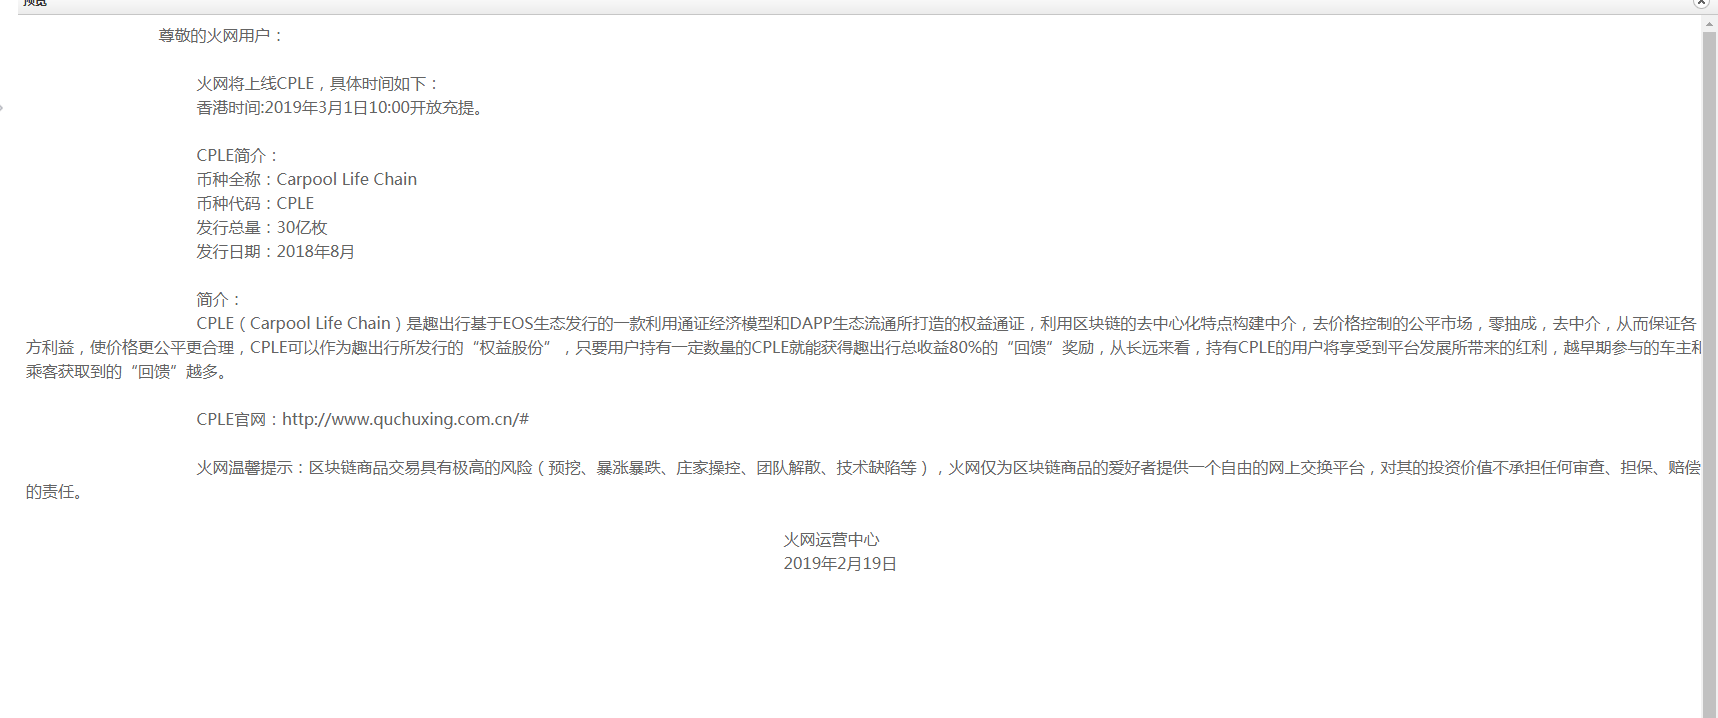 预览
尊敬的火网用户：
火网将上线CPLE，具体时间如下：
香港时间:2019年3月1日10:00开放充提。
CPLE简介：
币种全称：Carpool Life Chain
币种代码：CPLE
发行总量：30亿枚
发行日期：2018年8月
简介：
CPLE（Carpool Life Chain）是趣出行基于EOS生态发行的一款利用通证经济模型和DAPP生态流通所打造的权益通证，利用区块链的去中心化特点构建中介，去价格控制的公平市场，零抽成，去中介，从而保证各
方利益，使价格更公平更合理，CPLE可以作为趣出行所发行的“权益股份”，只要用户持有一定数量的CPLE就能获得趣出行总收益80%的“回馈”奖励，从长远来看，持有CPLE的用户将享受到平台发展所带来的红利，越早期参与的车主和
乘客获取到的“回馈”越多。
CPLE官网：http://www.quchuxing.com.cn/#
火网温馨提示：区块链商品交易具有极高的风险（预挖、暴涨暴跌、庄家操控、团队解散、技术缺陷等），火网仅为区块链商品的爱好者提供一个自由的网上交换平台，对其的投资价值不承担任何审查、担保、赔偿
的责任。
火网运营中心
2019年2月19日